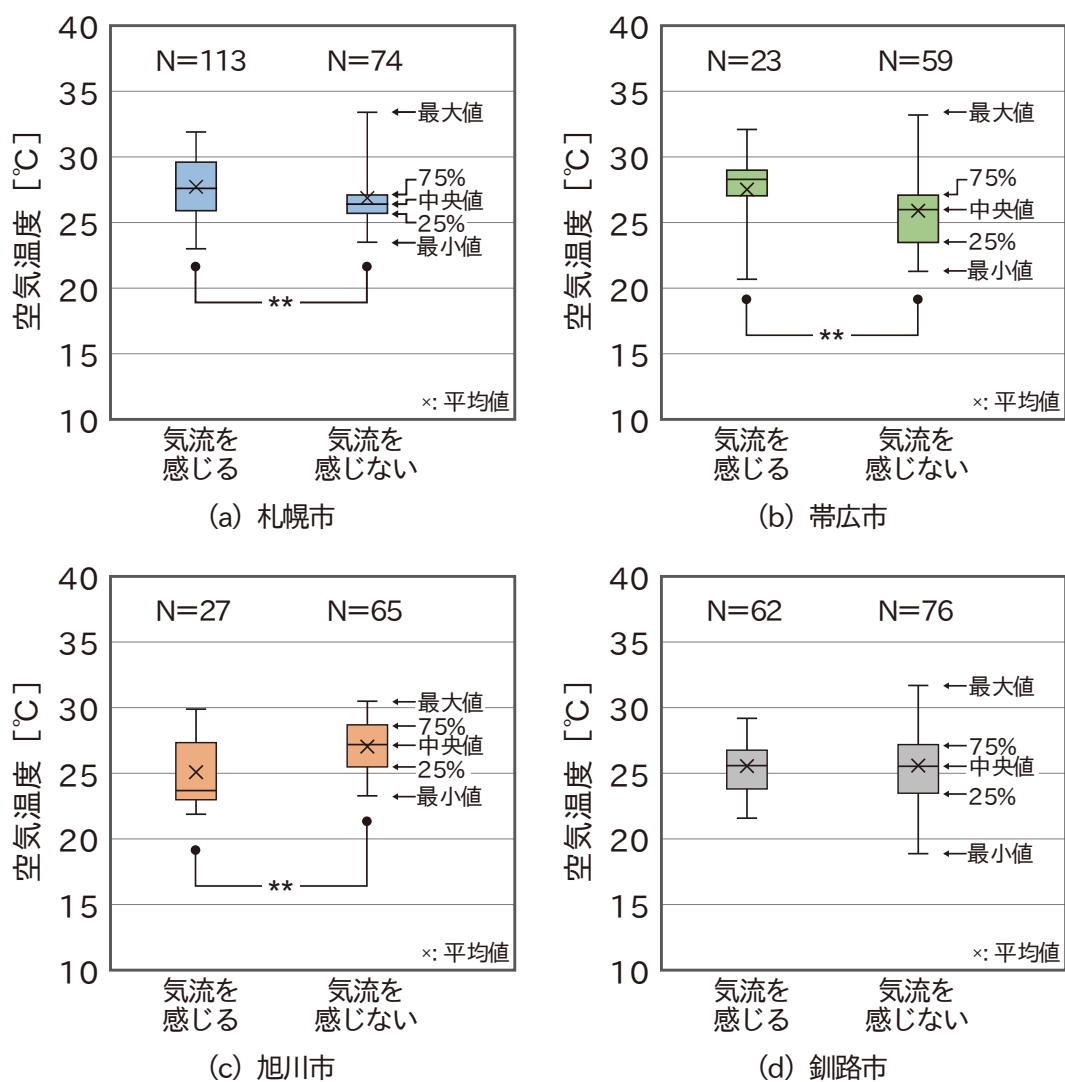 空気温度 [℃]
40
35
30
25
20
15
10
N=113
N=74
最大値
75%
中央値
25%
最小値
**
×: 平均値
気流を
感じる
気流を
感じない
(a) 札幌市
空気温度 [℃]
40
35
30
25
20
15
10
N=23
N=59
最大値
75%
中央値
25%
最小値
**
×: 平均値
気流を
感じる
気流を
感じない
(b) 帯広市
空気温度 [℃]
40
35
30
25
20
15
10
N=27
N=65
最大値
75%
中央値
25%
最小値
**
×: 平均値
気流を
感じる
気流を
感じない
(c) 旭川市
空気温度 [℃]
40
35
30
25
20
15
10
N=62
N=76
最大値
75%
中央値
25%
最小値
×: 平均値
気流を
感じる
気流を
感じない
(d) 釧路市